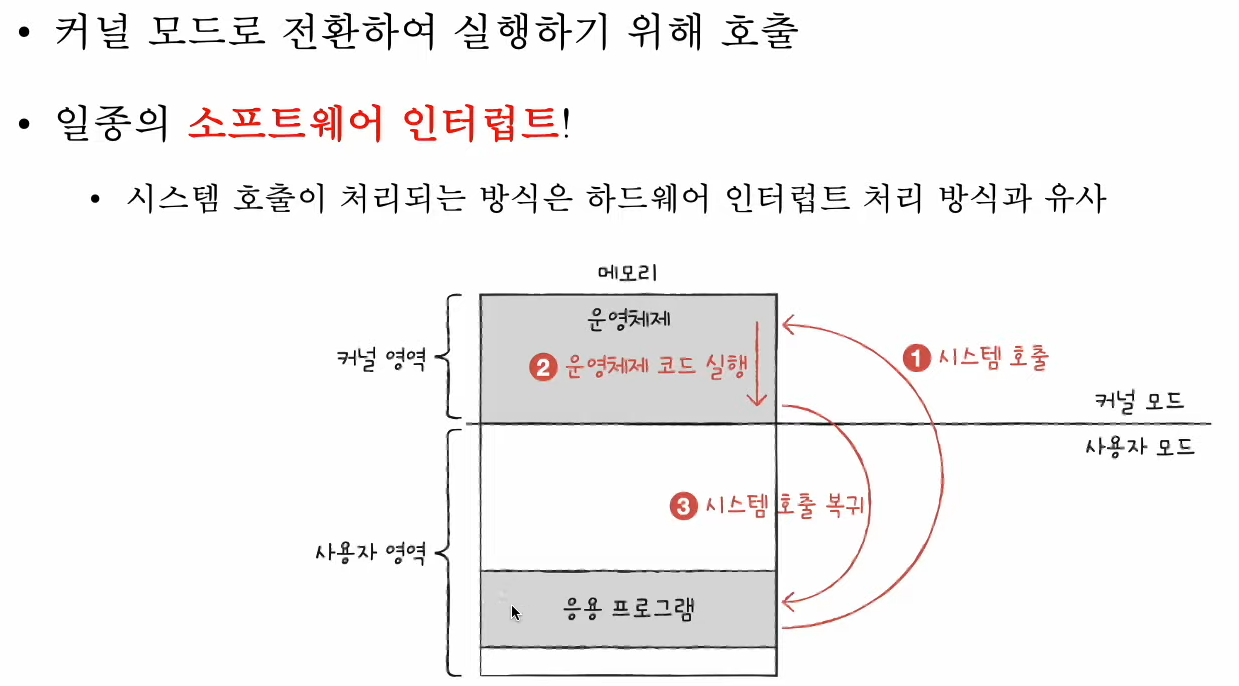 • 커널 모드로 전환하여 실행하기 위해 호출
• 일종의 소프트웨어 인터럽트!
• 시스템 호출이 처리되는 방식은 하드웨어 인터럽트 처리 방식과 유사
메모리
운영체제
커널 영역
2 운영체제 코드 실행
1 시스템 호출
커널 모드
사용자 모드
3 시스템 호출 복귀
사용자 영역
응용 프로그램